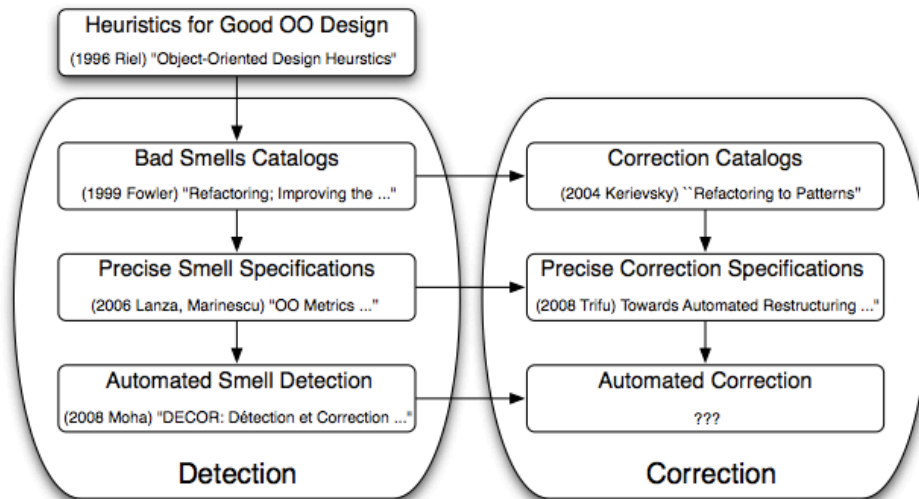 Heuristics for Good OO Design
(1996 Riel) "Object-Oriented Design Heurstics"
Bad Smells Catalogs
(1999 Fowler) "Refactoring; Improving the ..."
Precise Smell Specifications
(2006 Lanza, Marinescu) "OO Metrics ..."
Automated Smell Detection
(2008 Moha) "DECOR: Détection et Correction ..."
Detection
Correction Catalogs
(2004 Kerievsky) ``Refactoring to Patterns"
Precise Correction Specifications
(2008 Trifu) Towards Automated Restructuring ..."
Automated Correction
???
Correction